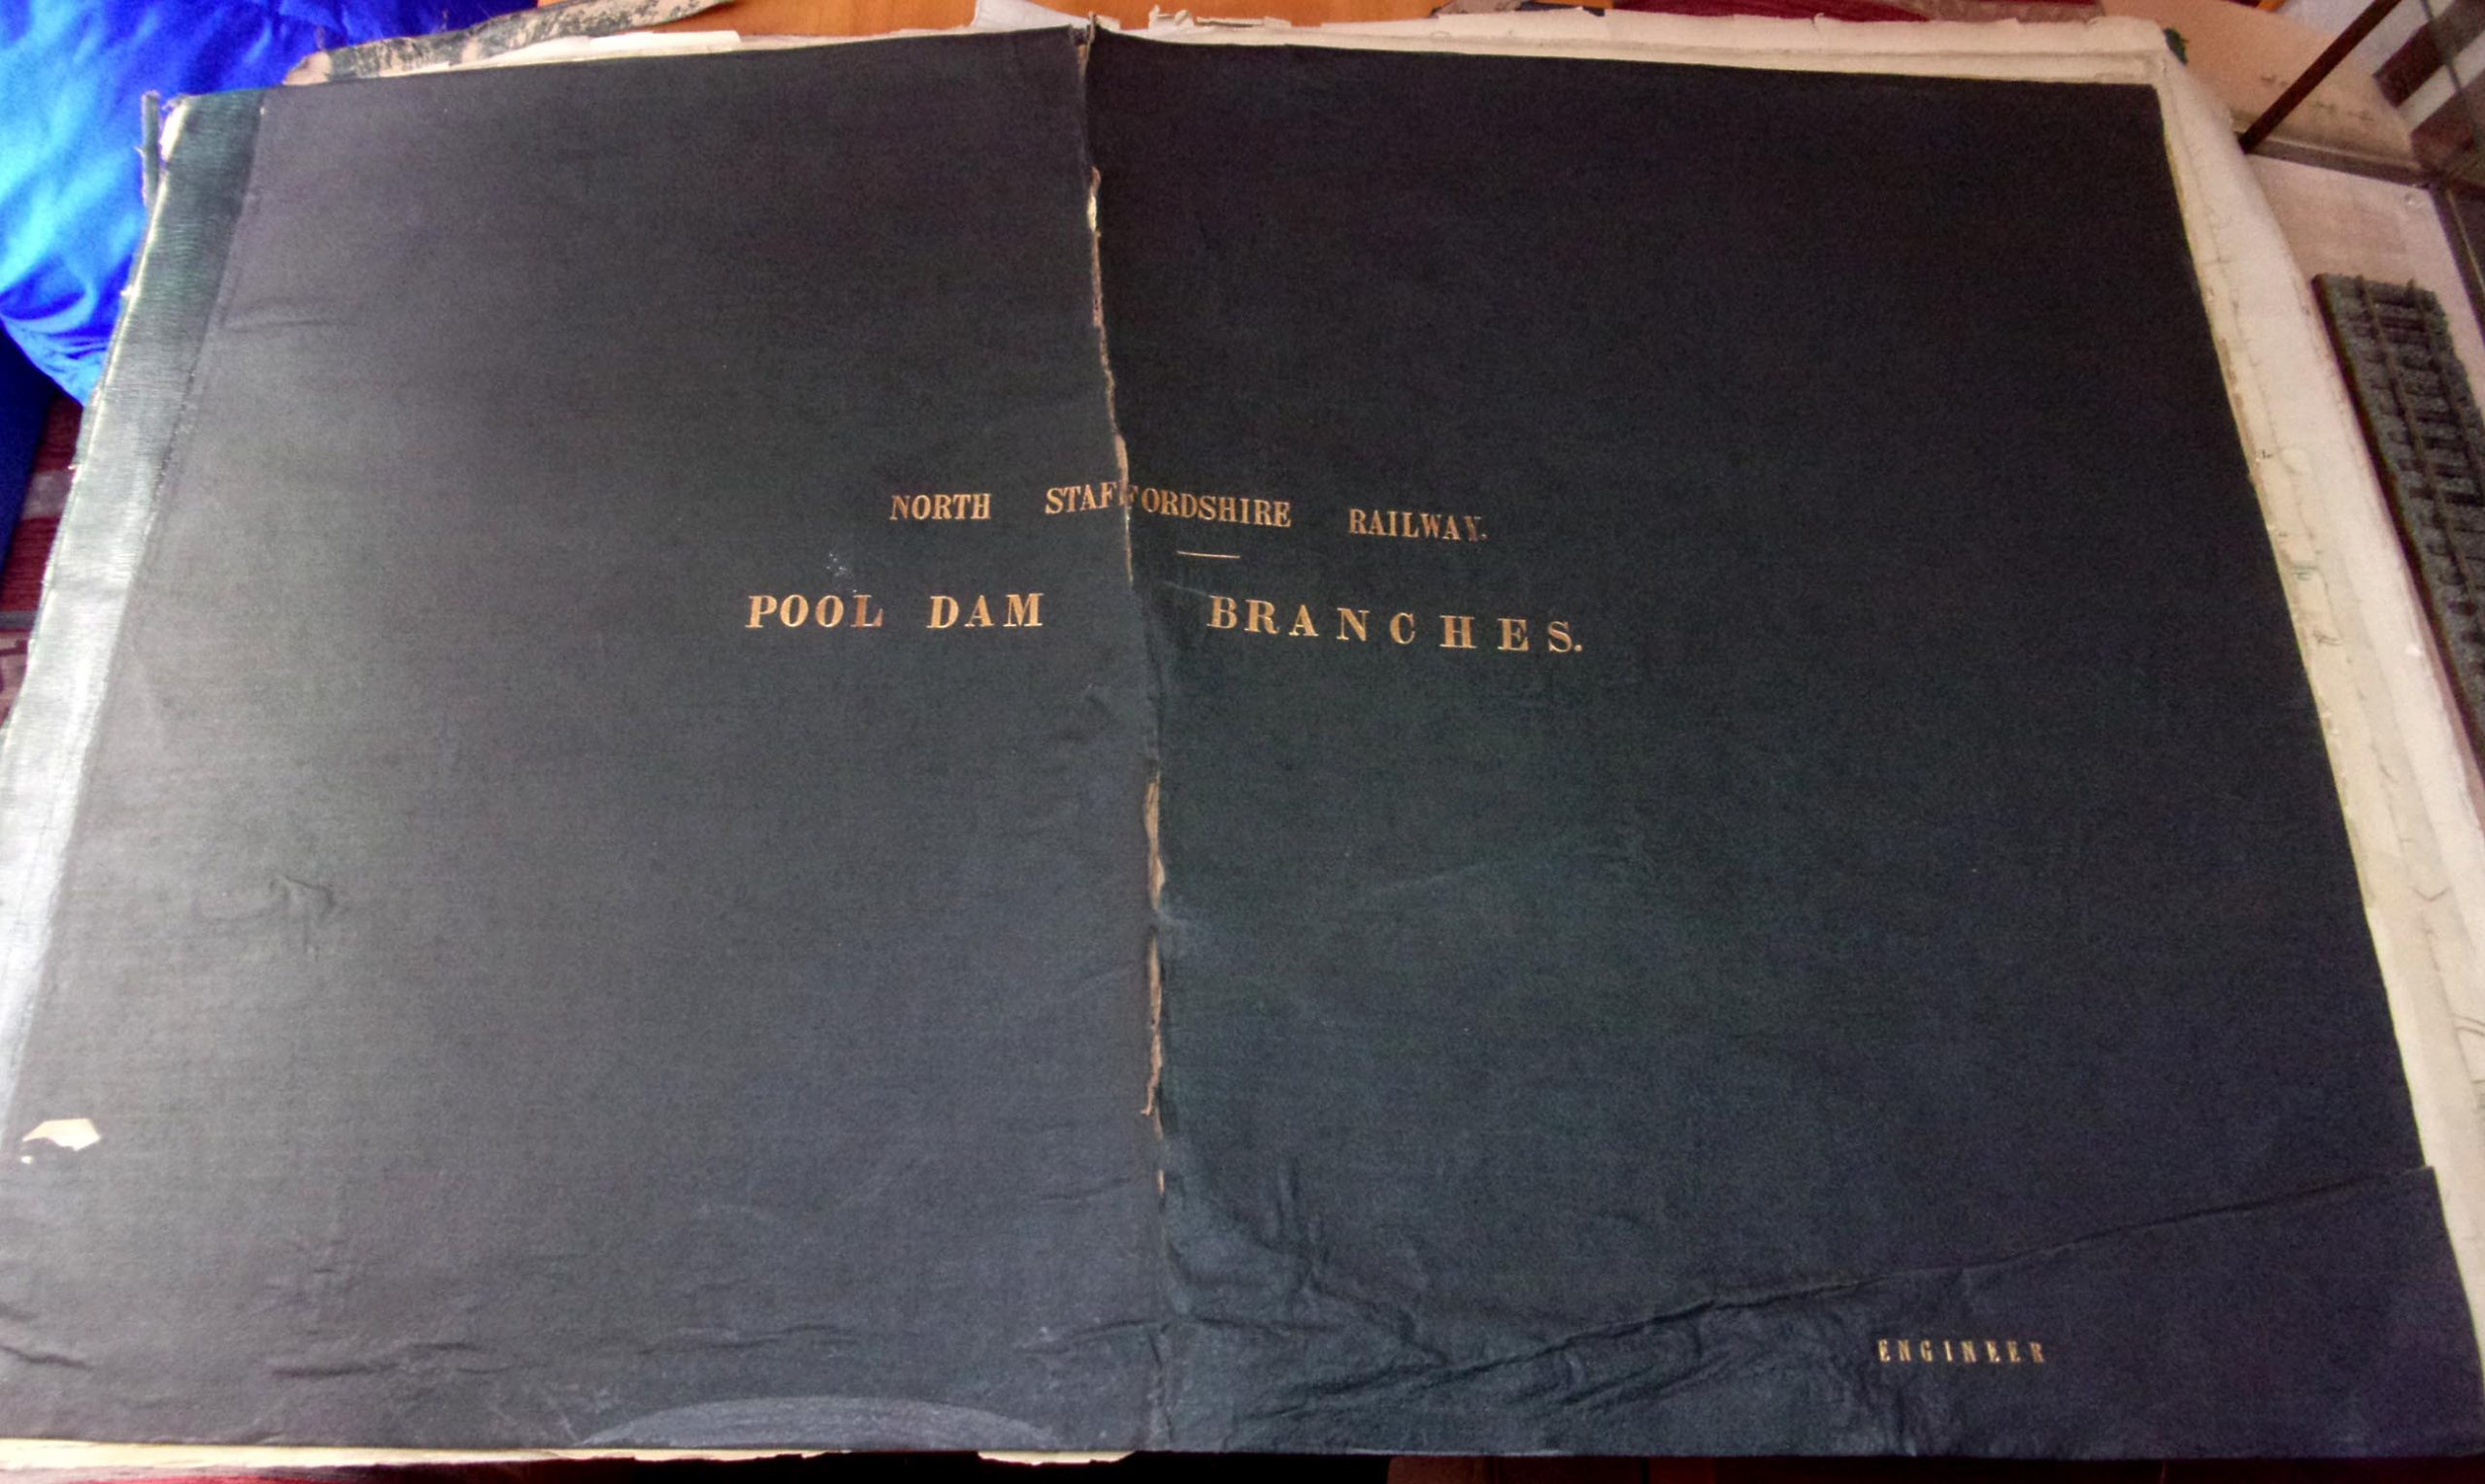 NORTH STAFFORDSHIRE RAILWAY.
POOL DAM BRANCHES.
ENGINEER